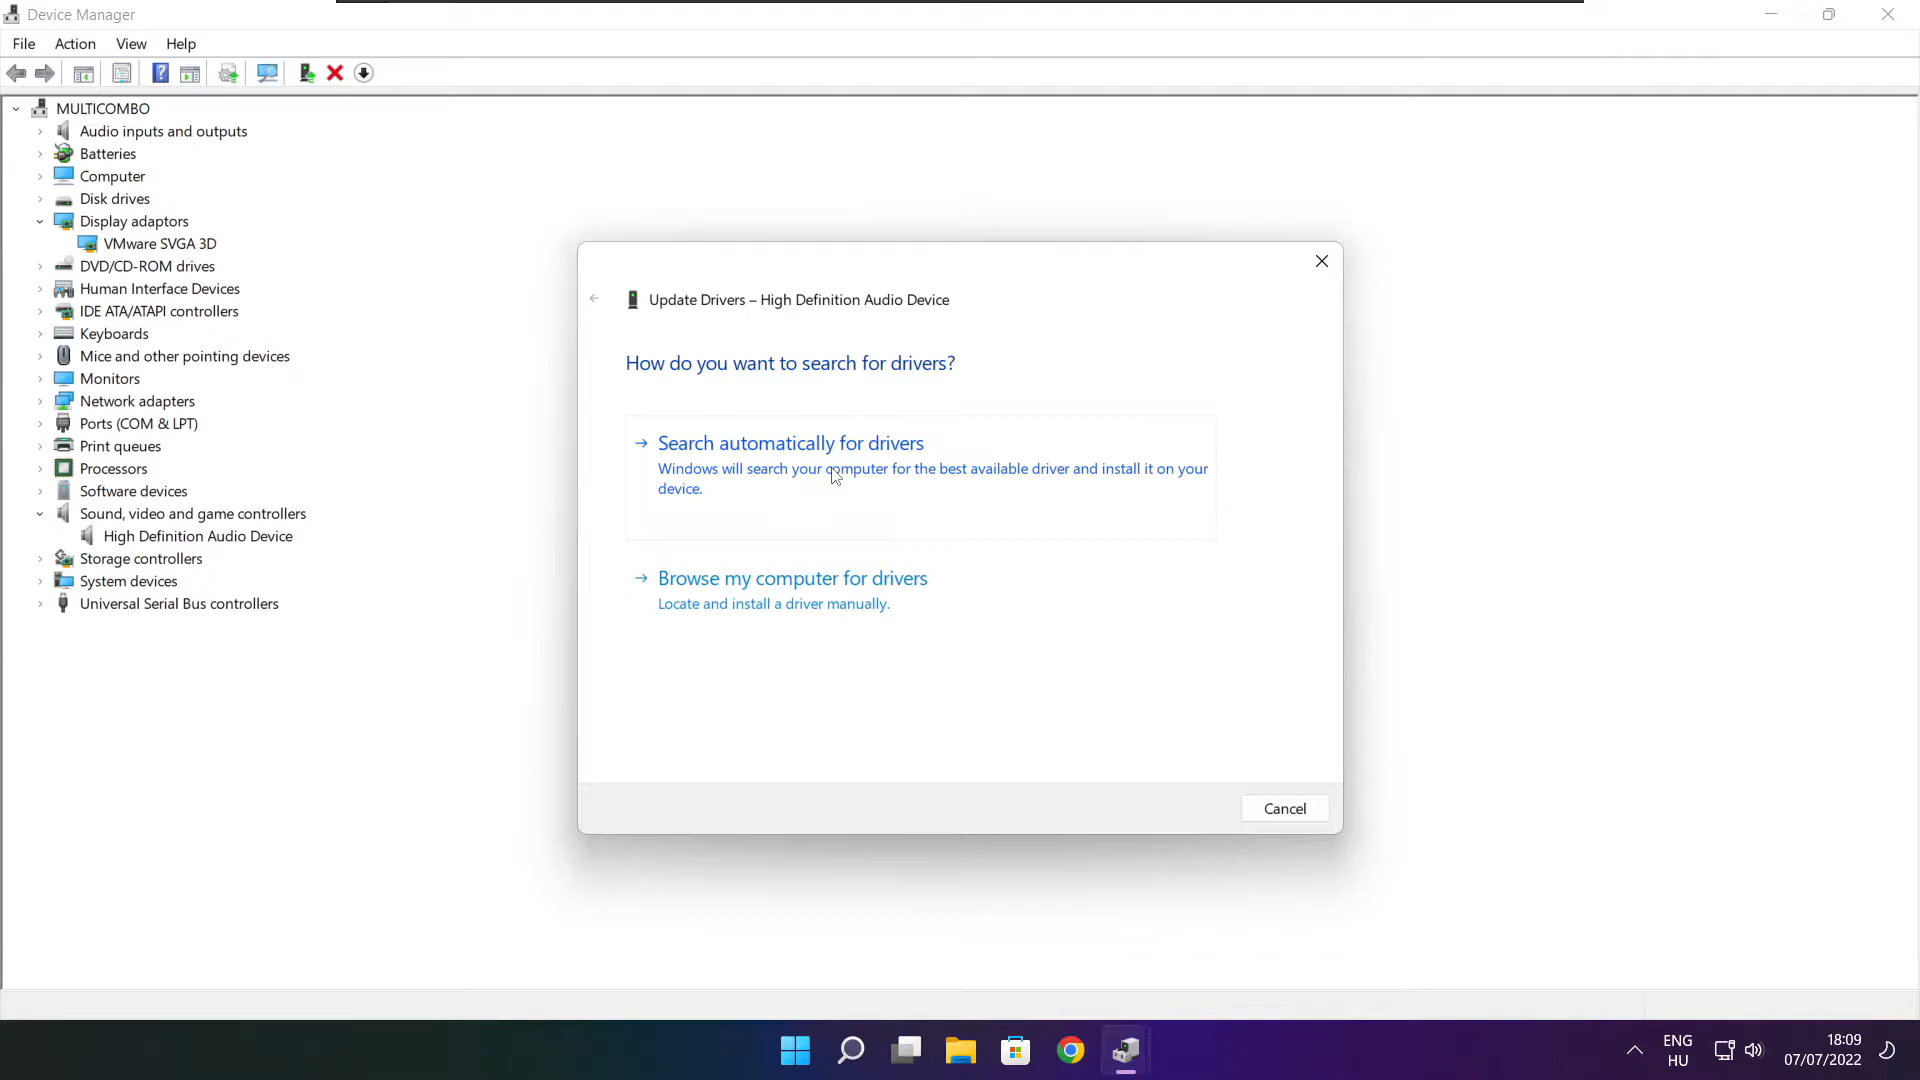 Device Manager
File Action View Help
MULTICOMBO
Audio inputs and outputs
Batteries
Computer
Disk drives
Display adaptors
VMware SVGA 3D
DVD/CD-ROM drives
Human Interface Devices
IDE ATA/ATAPI controllers
Keyboards
Mice and other pointing devices
Monitors
Network adapters
Ports (COM & LPT)
Print queues
Processors
Software devices
Sound, video and game controllers
High Definition Audio Device
Storage controllers
System devices
Universal Serial Bus controllers
Update Drivers – High Definition Audio Device
How do you want to search for drivers?
Search automatically for drivers
Windows will search your computer for the best available driver and install it on your
device.
Browse my computer for drivers
Locate and install a driver manually.
Cancel
ENG
HU
18:09
07/07/2022